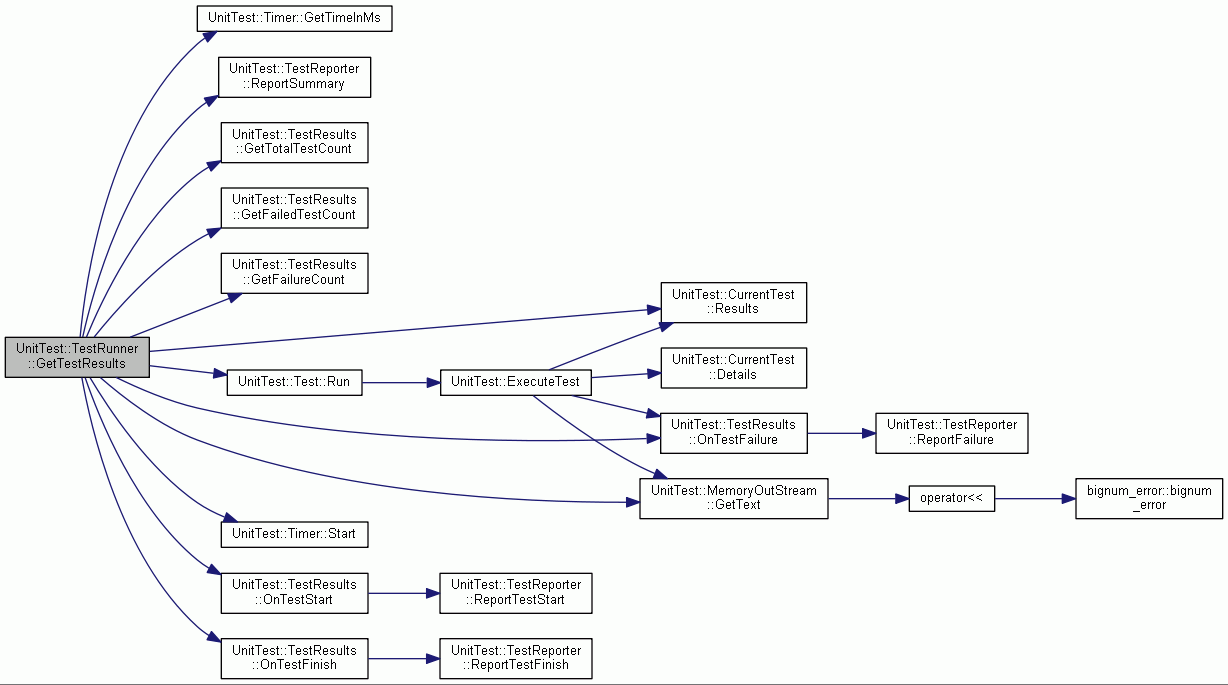 UnitTest::Timer::GetTimeInMs
UnitTest::TestReporter
::ReportSummary
UnitTest::TestResults
::GetTotalTestCount
UnitTest::TestResults
::GetFailedTestCount
UnitTest::TestResults
::GetFailureCount
UnitTest::TestRunner
::GetTestResults
UnitTest::CurrentTest
::Results
UnitTest::Test::Run
UnitTest::ExecuteTest
UnitTest::CurrentTest
::Details
UnitTest::TestResults
::OnTestFailure
UnitTest::TestReporter
::ReportFailure
UnitTest::MemoryOutStream
::GetText
operator<<
bignum_error::bignum
_error
UnitTest::Timer::Start
UnitTest::TestResults
::OnTestStart
UnitTest::TestReporter
::ReportTestStart
UnitTest::TestResults
::OnTestFinish
UnitTest::TestReporter
::ReportTestFinish